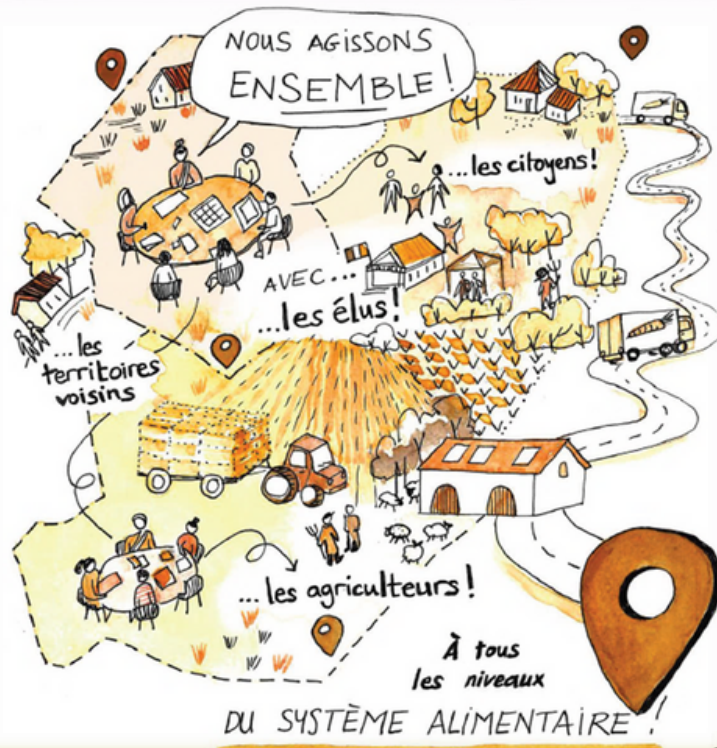 NOUS AGISSONS
ENSEMBLE !
...les citoyens !
AVEC...
...les élus !
...les
territoires
voisins
...les agriculteurs !
À tous
les niveaux
DU SYSTÈME ALIMENTAIRE !